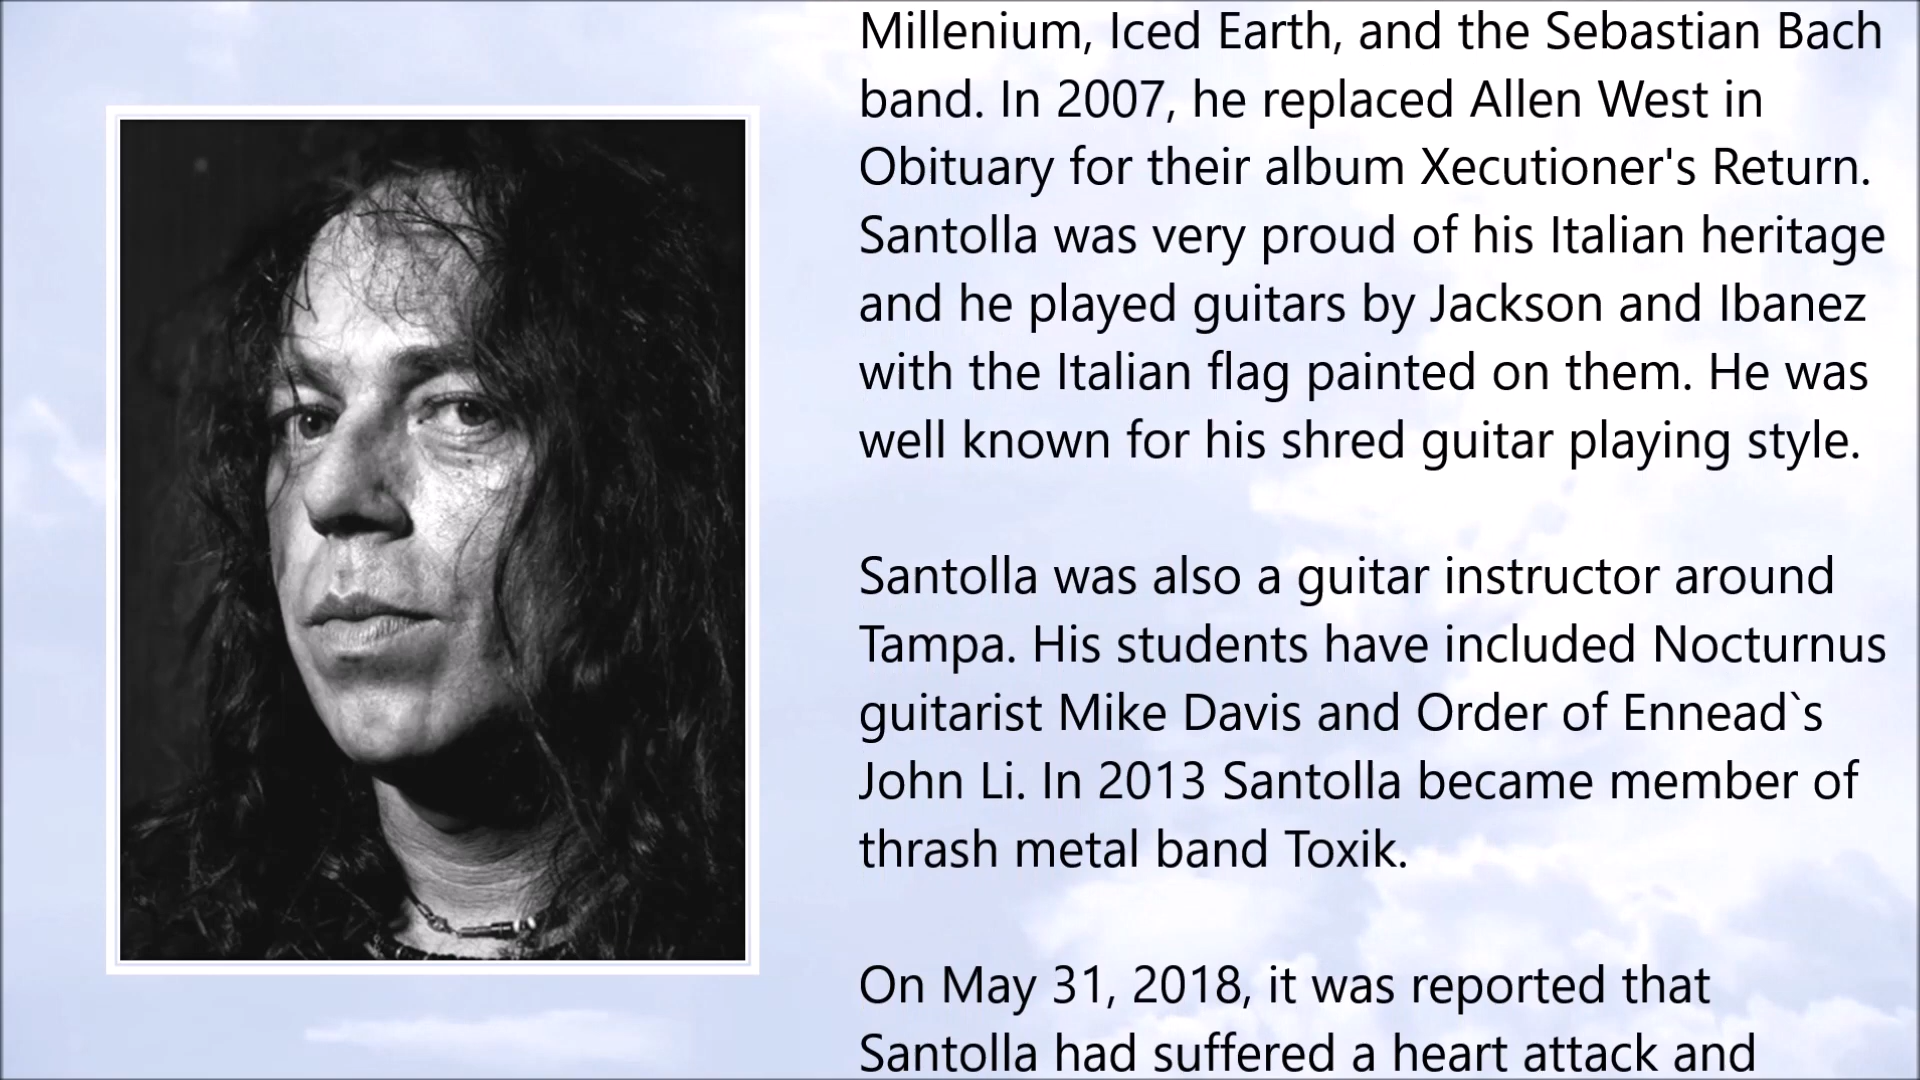 Millenium, Iced Earth, and the Sebastian Bach
band. In 2007, he replaced Allen West in
Obituary for their album Xecutioner's Return.
Santolla was very proud of his Italian heritage
and he played guitars by Jackson and Ibanez
with the Italian flag painted on them. He was
well known for his shred guitar playing style.
Santolla was also a guitar instructor around
Tampa. His students have included Nocturnus
guitarist Mike Davis and Order of Ennead`s
John Li. In 2013 Santolla became member of
thrash metal band Toxik.
On May 31, 2018, it was reported that
Santolla had suffered a heart attack and